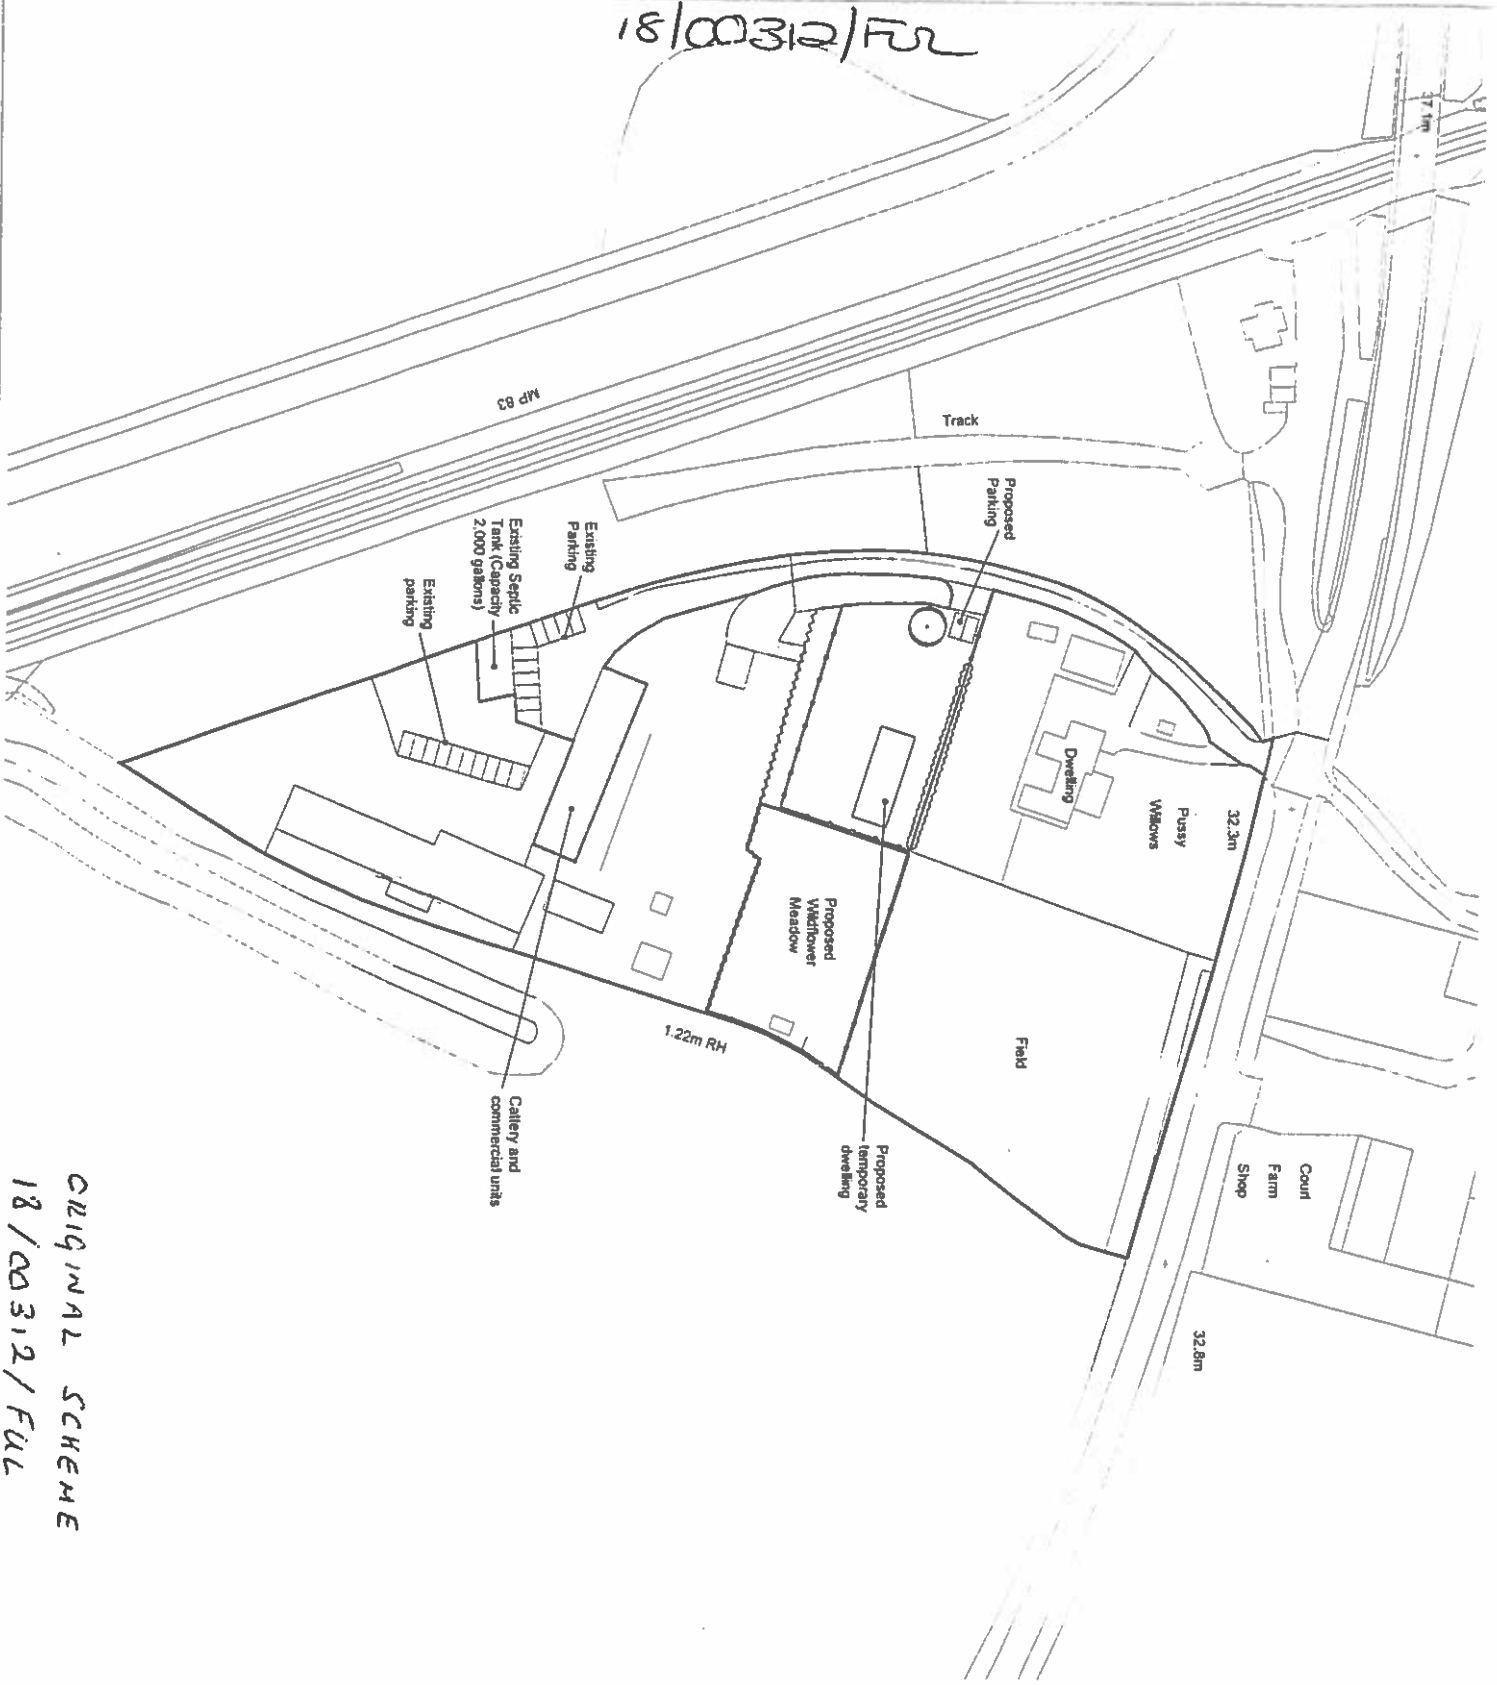 18/00312/FUL
37.1m
MP 83
Track
Proposed
Parking
Existing
Parking
Existing Septic
Tank (Capacity
2,000 gallons)
Existing
parking
Dwelling
Pussy
Willows
32.3m
Proposed
Wildflower
Meadow
Field
1.22m RH
Cattery and
commercial units
Proposed
temporary
dwelling
Court
Farm
Shop
32.8m
ORIGINAL SCHEME
18/00312/FUL